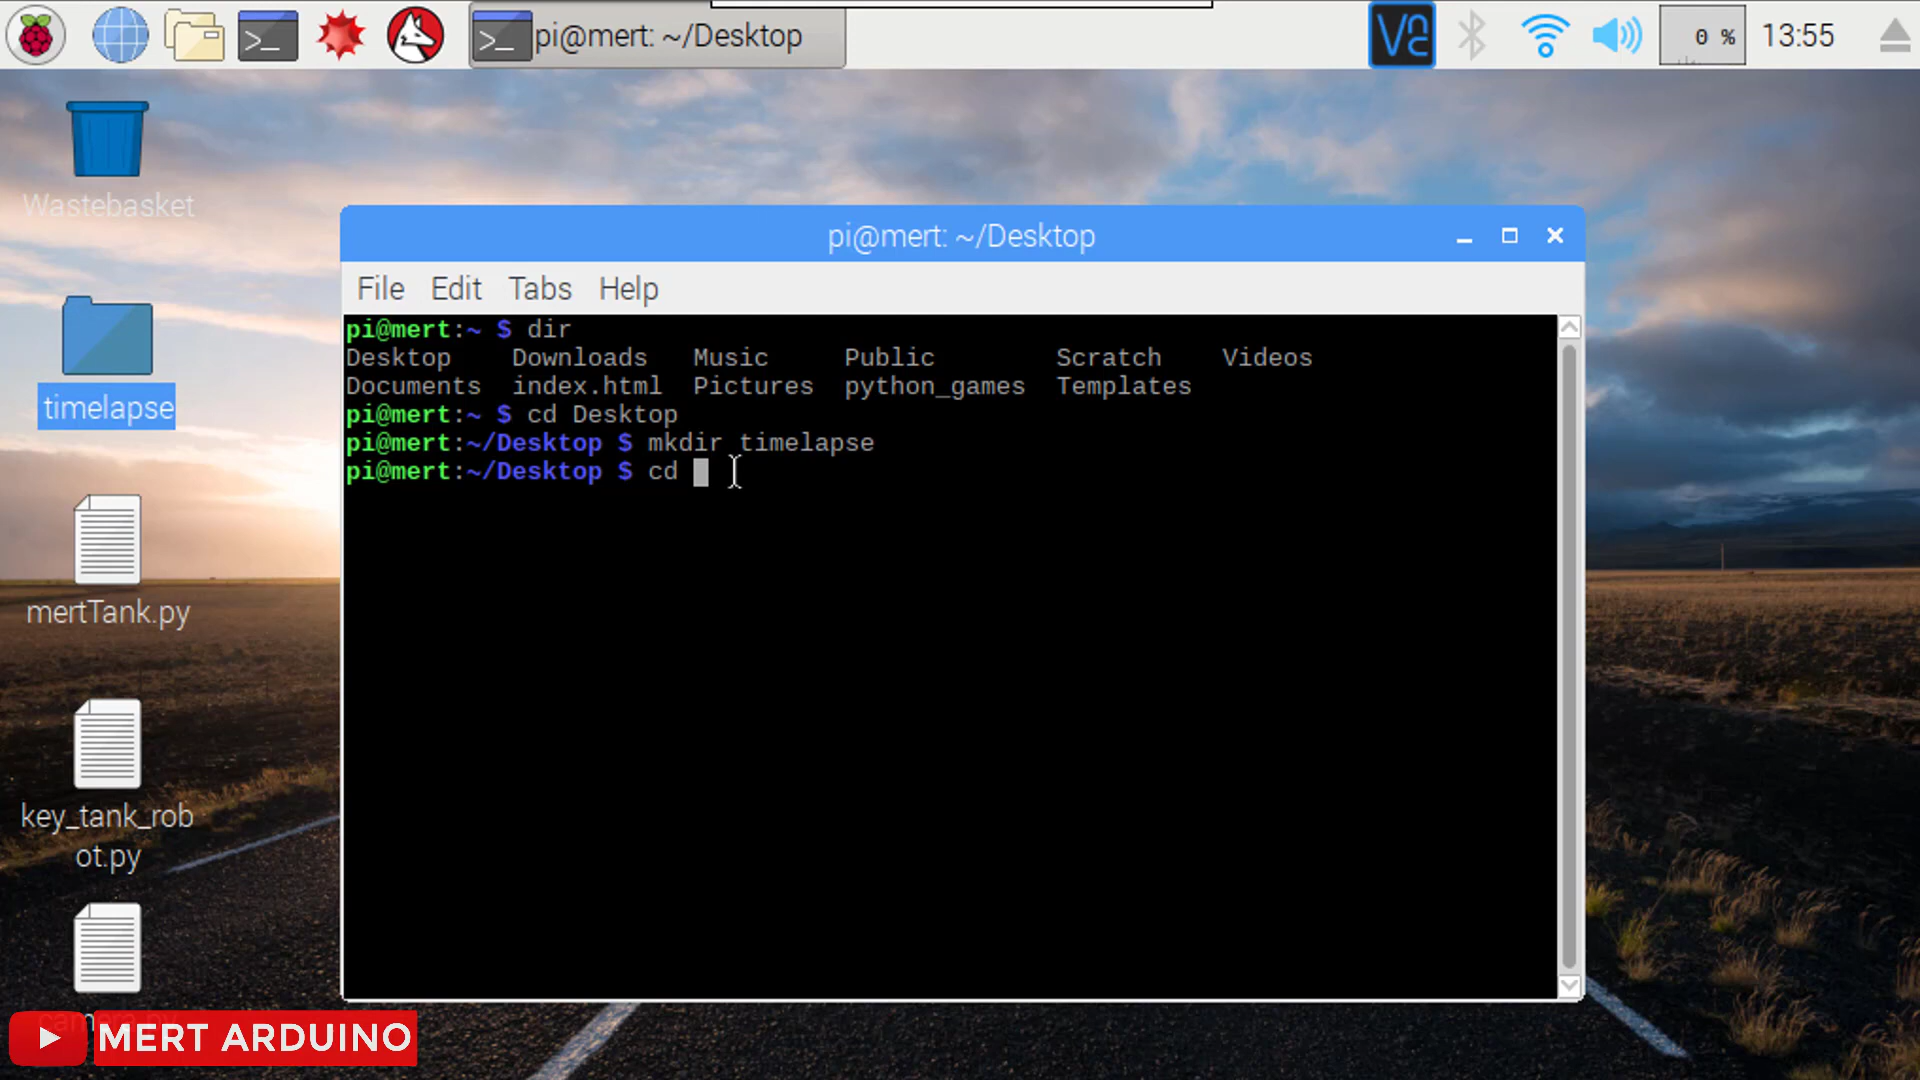 pi@mert: ~/Desktop
0 %
13:55
Wastebasket
timelapse
mertTank.py
key_tank_rob
ot.py
camera.py
pi@mert: ~/Desktop
File Edit Tabs Help
pi@mert:~ $ dir
Desktop Downloads Music Public Scratch Videos
Documents index.html Pictures python_games Templates
pi@mert:~ $ cd Desktop
pi@mert:~/Desktop $ mkdir timelapse
pi@mert:~/Desktop $ cd
MERT ARDUINO